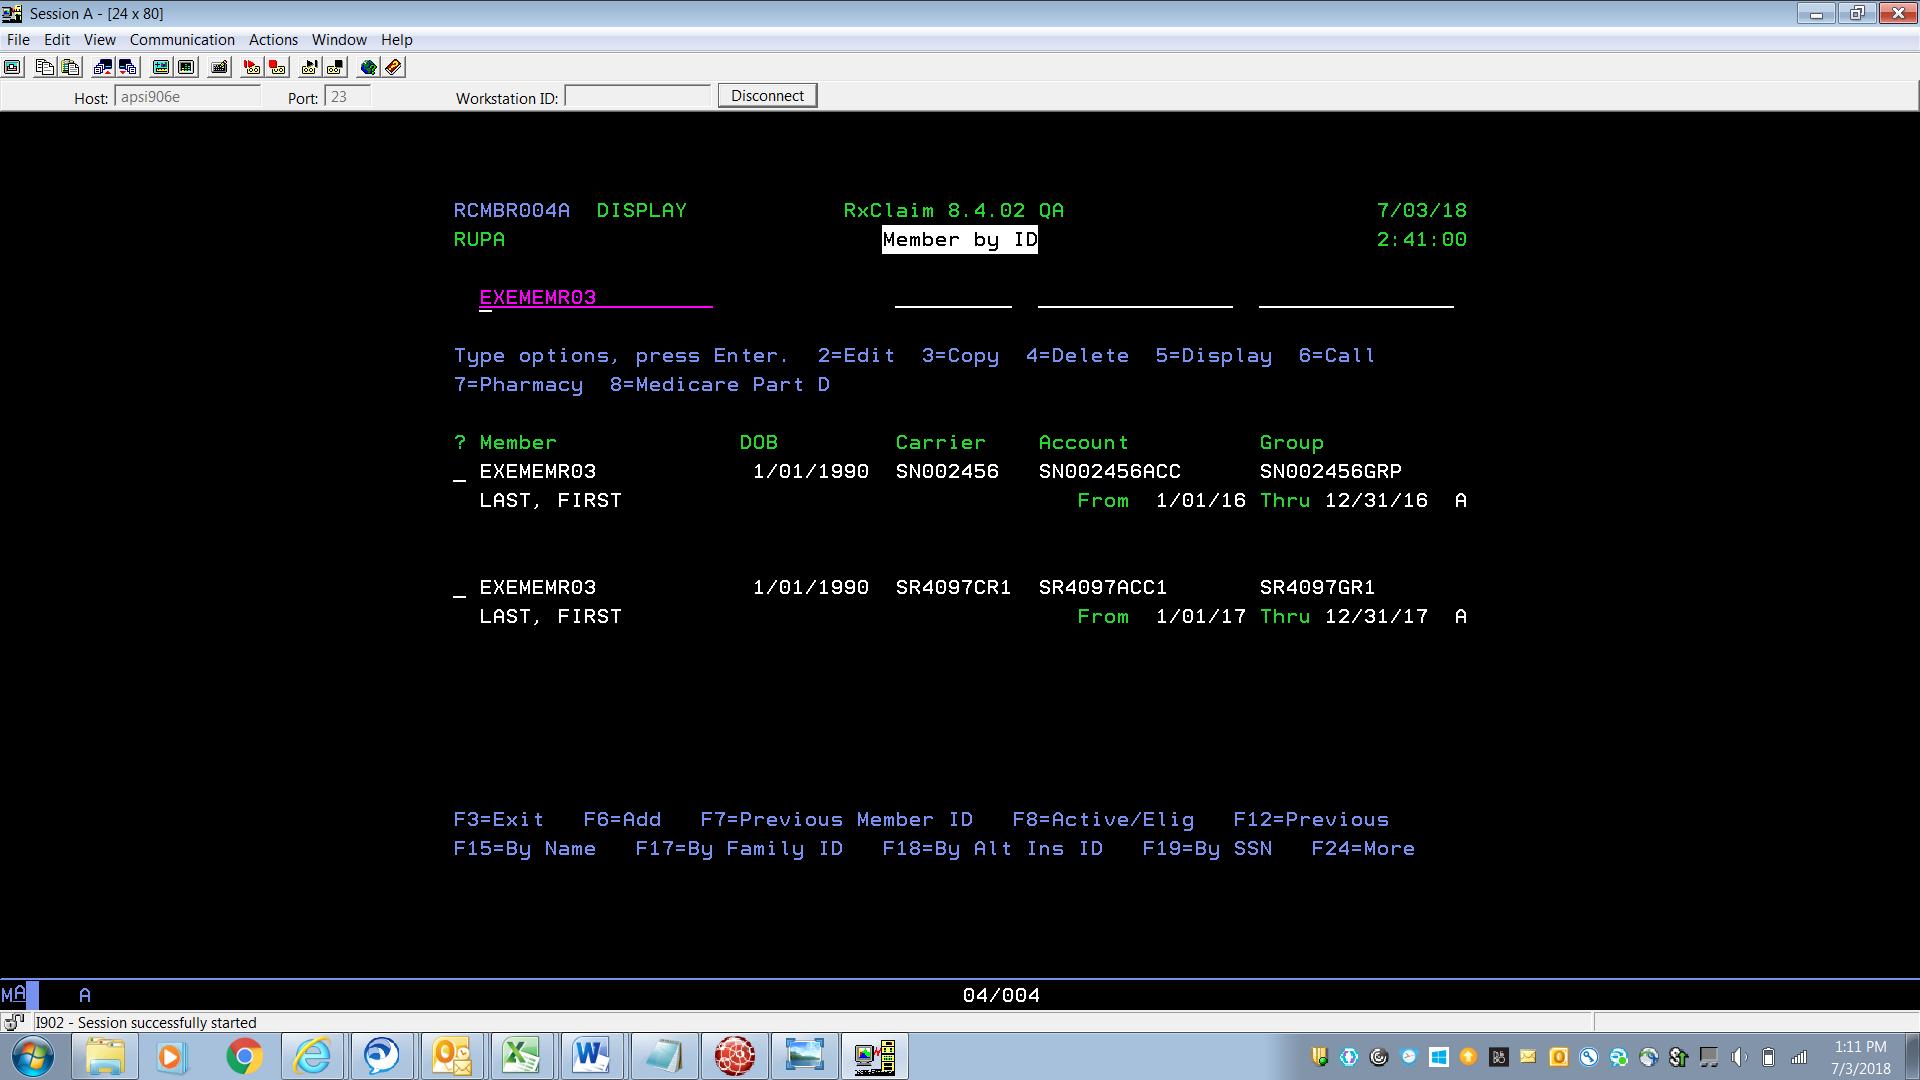 Session A - [24 x 80]
File Edit View Communication Actions Window Help
Host: apsi906e Port: 23 Workstation ID: Disconnect
RCMBR004A DISPLAY RxClaim 8.4.02 QA 7/03/18
RUPA Member by ID 2:41:00
EXEMEMR03
Type options, press Enter. 2=Edit 3=Copy 4=Delete 5=Display 6=Call
7=Pharmacy 8=Medicare Part D
? Member DOB Carrier Account Group
_ EXEMEMR03 1/01/1990 SN002456 SN002456ACC SN002456GRP
LAST, FIRST From 1/01/16 Thru 12/31/16 A
_ EXEMEMR03 1/01/1990 SR4097CR1 SR4097ACC1 SR4097GR1
LAST, FIRST From 1/01/17 Thru 12/31/17 A
F3=Exit F6=Add F7=Previous Member ID F8=Active/Elig F12=Previous
F15=By Name F17=By Family ID F18=By Alt Ins ID F19=By SSN F24=More
MA A 04/004
I902 - Session successfully started
1:11 PM
7/3/2018